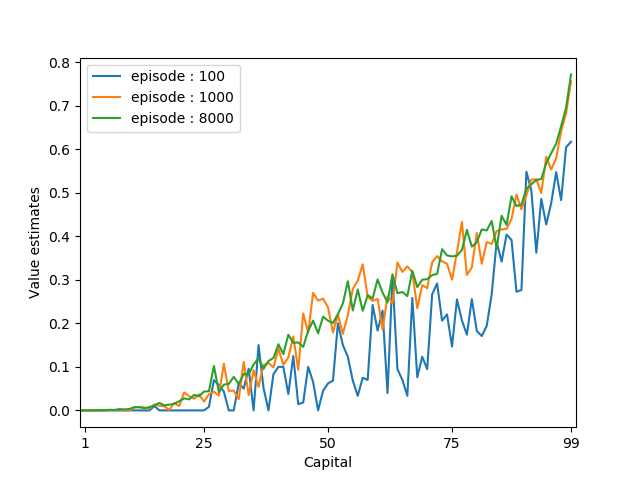 episode : 100
episode : 1000
episode : 8000
0.8
0.7
0.6
0.5
0.4
0.3
0.2
0.1
0.0
Value estimates
1 25 50 75 99
Capital